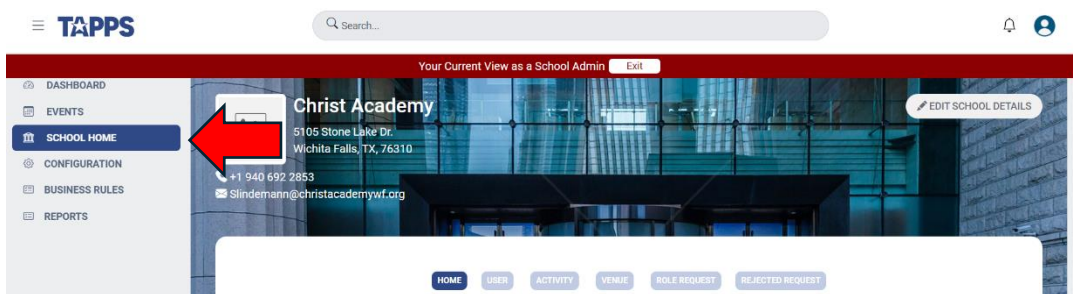 TAPPS
Search...
Your Current View as a School Admin Exit
DASHBOARD
EVENTS
SCHOOL HOME
CONFIGURATION
BUSINESS RULES
REPORTS
Christ Academy
EDIT SCHOOL DETAILS
5105 Stone Lake Dr.
Wichita Falls, TX, 76310
+1 940 692 2853
Slindemann@christacademywf.org
HOME USER ACTIVITY VENUE ROLE REQUEST REJECTED REQUEST